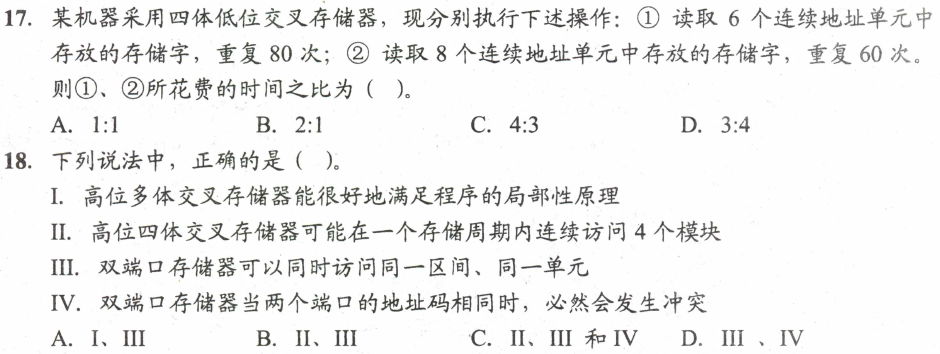 17. 某机器采用四体低位交叉存储器，现分别执行下述操作：① 读取 6 个连续地址单元中
存放的存储字，重复 80 次；② 读取 8 个连续地址单元中存放的存储字，重复 60 次。
则①、②所花费的时间之比为（ ）。
A. 1:1 B. 2:1 C. 4:3 D. 3:4
18. 下列说法中，正确的是（ ）。
I. 高位多体交叉存储器能很好地满足程序的局部性原理
II. 高位四体交叉存储器可能在一个存储周期内连续访问 4 个模块
III. 双端口存储器可以同时访问同一区间、同一单元
IV. 双端口存储器当两个端口的地址码相同时，必然会发生冲突
A. I、III B. II、III C. II、III 和 IV D. III 、IV